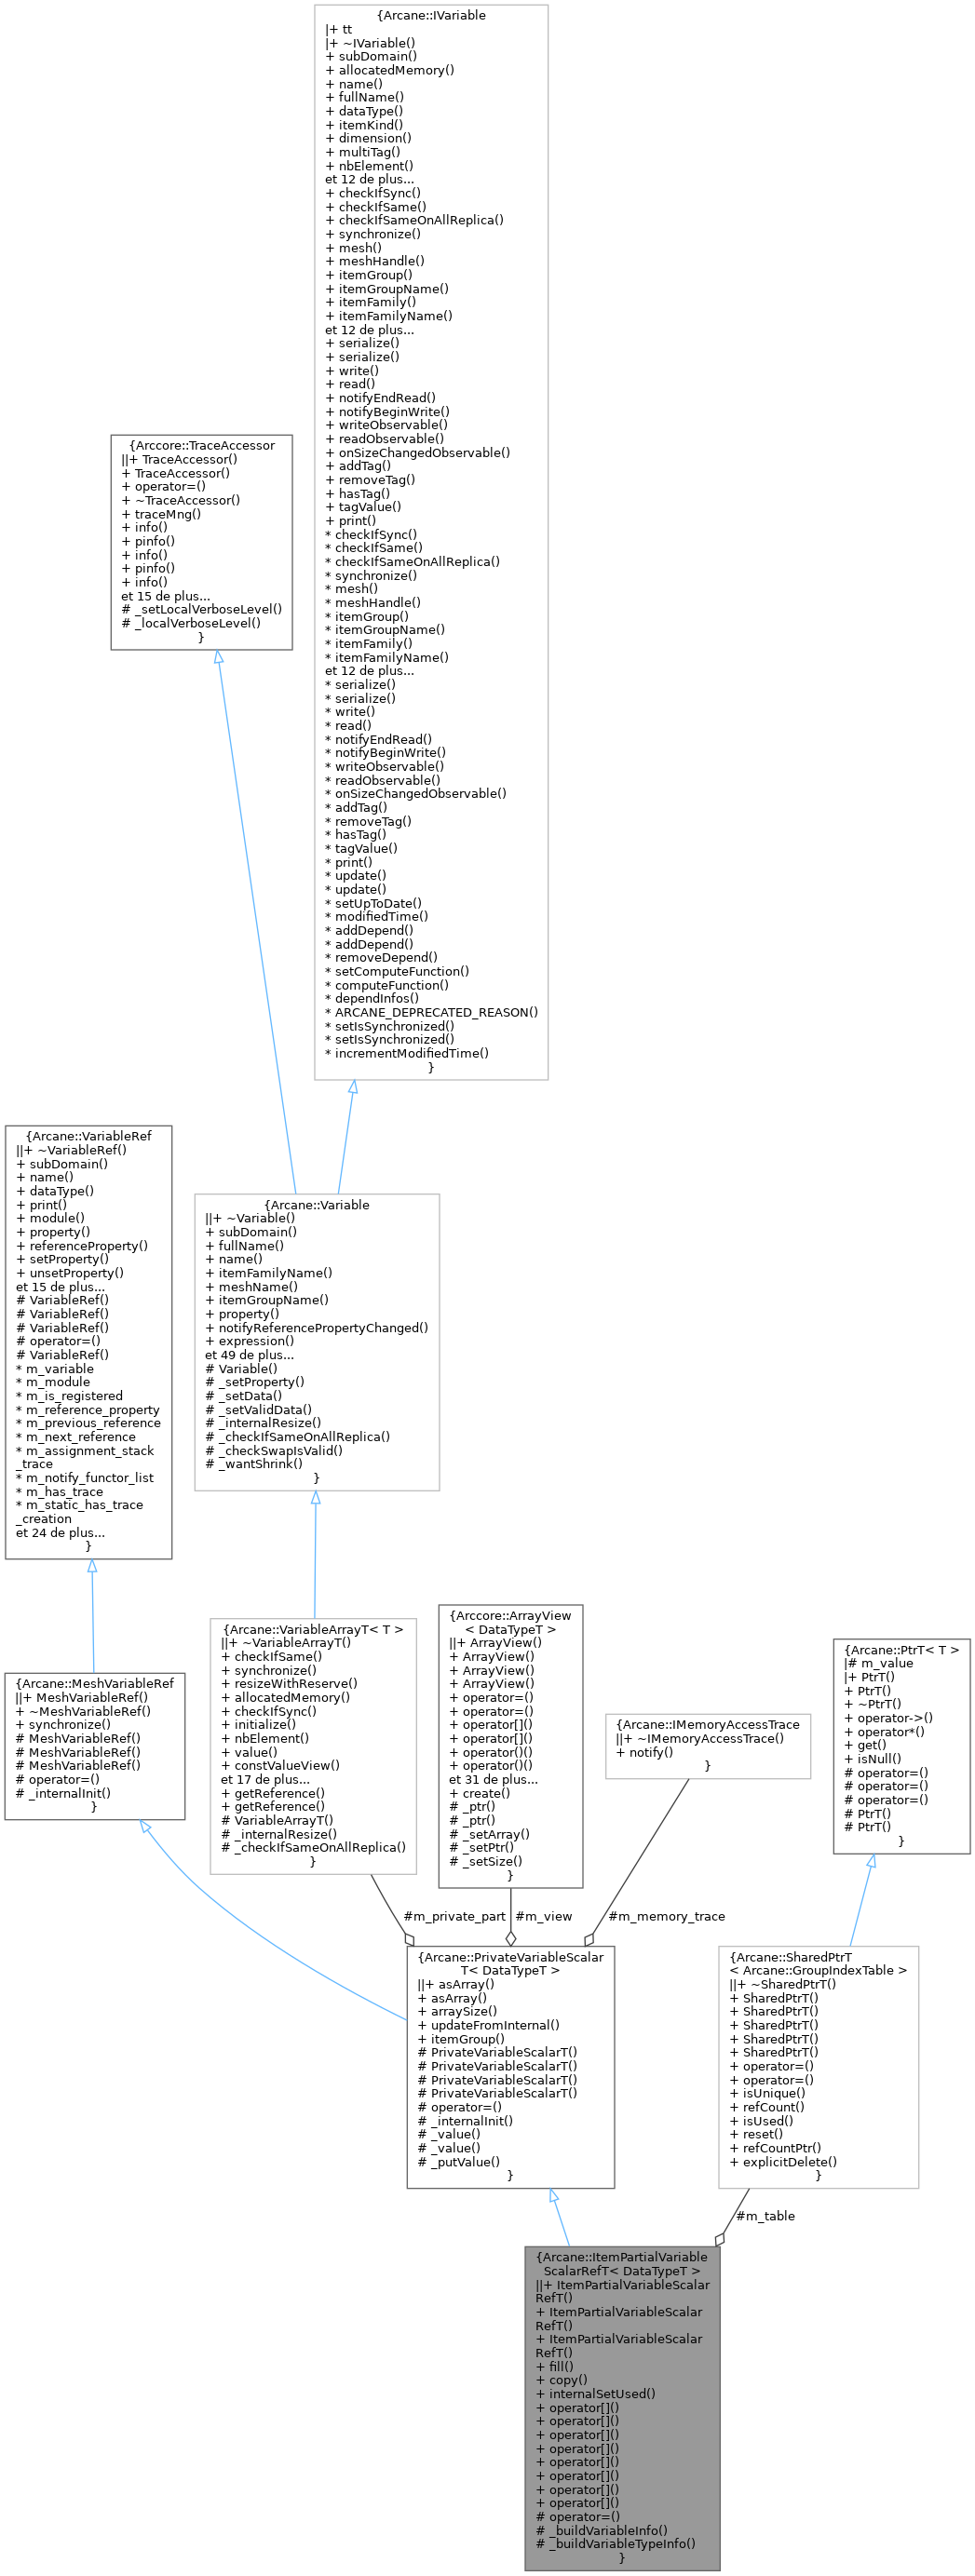 {Arcane::IVariable
|+ tt
|+ ~IVariable()
+ subDomain()
+ allocatedMemory()
+ name()
+ fullName()
+ dataType()
+ itemKind()
+ dimension()
+ multiTag()
+ nbElement()
et 12 de plus...
+ checkIfSync()
+ checkIfSame()
+ checkIfSameOnAllReplica()
+ synchronize()
+ mesh()
+ meshHandle()
+ itemGroup()
+ itemGroupName()
+ itemFamily()
+ itemFamilyName()
et 12 de plus...
+ serialize()
+ serialize()
+ write()
+ read()
+ notifyEndRead()
+ notifyBeginWrite()
+ writeObservable()
+ readObservable()
+ onSizeChangedObservable()
+ addTag()
+ removeTag()
+ hasTag()
+ tagValue()
+ print()
* checkIfSync()
* checkIfSame()
* checkIfSameOnAllReplica()
* synchronize()
* mesh()
* meshHandle()
* itemGroup()
* itemGroupName()
* itemFamily()
* itemFamilyName()
et 12 de plus...
* serialize()
* serialize()
* write()
* read()
* notifyEndRead()
* notifyBeginWrite()
* writeObservable()
* readObservable()
* onSizeChangedObservable()
* addTag()
* removeTag()
* hasTag()
* tagValue()
* print()
* update()
* update()
* setUpToDate()
* modifiedTime()
* addDepend()
* addDepend()
* removeDepend()
* setComputeFunction()
* computeFunction()
* dependInfos()
* ARCANE_DEPRECATED_REASON()
* setIsSynchronized()
* setIsSynchronized()
* incrementModifiedTime()
}
{Arccore::TraceAccessor
||+ TraceAccessor()
+ TraceAccessor()
+ operator=()
+ ~TraceAccessor()
+ traceMng()
+ info()
+ pinfo()
+ info()
+ pinfo()
+ info()
et 15 de plus...
# _setLocalVerboseLevel()
# _localVerboseLevel()
}
{Arcane::VariableRef
||+ ~VariableRef()
+ subDomain()
+ name()
+ dataType()
+ print()
+ module()
+ property()
+ referenceProperty()
+ setProperty()
+ unsetProperty()
et 15 de plus...
# VariableRef()
# VariableRef()
# VariableRef()
# operator=()
# VariableRef()
* m_variable
* m_module
* m_is_registered
* m_reference_property
* m_previous_reference
* m_next_reference
* m_assignment_stack
_trace
* m_notify_functor_list
* m_has_trace
* m_static_has_trace
_creation
et 24 de plus...
}
{Arcane::Variable
||+ ~Variable()
+ subDomain()
+ fullName()
+ name()
+ itemFamilyName()
+ meshName()
+ itemGroupName()
+ property()
+ notifyReferencePropertyChanged()
+ expression()
et 49 de plus...
# Variable()
# _setProperty()
# _setData()
# _setValidData()
# _internalResize()
# _checkIfSameOnAllReplica()
# _checkSwapIsValid()
# _wantShrink()
}
{Arcane::MeshVariableRef
||+ MeshVariableRef()
+ ~MeshVariableRef()
+ synchronize()
# MeshVariableRef()
# MeshVariableRef()
# MeshVariableRef()
# operator=()
# _internalInit()
}
{Arcane::VariableArrayT< T >
||+ ~VariableArrayT()
+ checkIfSame()
+ synchronize()
+ resizeWithReserve()
+ allocatedMemory()
+ checkIfSync()
+ initialize()
+ nbElement()
+ value()
+ constValueView()
et 17 de plus...
+ getReference()
+ getReference()
# VariableArrayT()
# _internalResize()
# _checkIfSameOnAllReplica()
}
{Arccore::ArrayView
< DataTypeT >
||+ ArrayView()
+ ArrayView()
+ ArrayView()
+ ArrayView()
+ operator=()
+ operator=()
+ operator[]()
+ operator[]()
+ operator()()
+ operator()()
et 31 de plus...
+ create()
# _ptr()
# _ptr()
# _setArray()
# _setPtr()
# _setSize()
}
{Arcane::IMemoryAccessTrace
||+ ~IMemoryAccessTrace()
+ notify()
}
{Arcane::PtrT< T >
|# m_value
|+ PtrT()
+ PtrT()
+ ~PtrT()
+ operator->()
+ operator*()
+ get()
+ isNull()
# operator=()
# operator=()
# operator=()
# PtrT()
# PtrT()
}
#m_private_part
#m_view
#m_memory_trace
{Arcane::PrivateVariableScalar
T< DataTypeT >
||+ asArray()
+ asArray()
+ arraySize()
+ updateFromInternal()
+ itemGroup()
# PrivateVariableScalarT()
# PrivateVariableScalarT()
# PrivateVariableScalarT()
# PrivateVariableScalarT()
# operator=()
# _internalInit()
# _value()
# _value()
# _putValue()
}
{Arcane::SharedPtrT
< Arcane::GroupIndexTable >
||+ ~SharedPtrT()
+ SharedPtrT()
+ SharedPtrT()
+ SharedPtrT()
+ SharedPtrT()
+ SharedPtrT()
+ operator=()
+ operator=()
+ isUnique()
+ refCount()
+ isUsed()
+ reset()
+ refCountPtr()
+ explicitDelete()
}
#m_table
{Arcane::ItemPartialVariable
ScalarRefT< DataTypeT >
||+ ItemPartialVariableScalar
RefT()
+ ItemPartialVariableScalar
RefT()
+ ItemPartialVariableScalar
RefT()
+ fill()
+ copy()
+ internalSetUsed()
+ operator[]()
+ operator[]()
+ operator[]()
+ operator[]()
+ operator[]()
+ operator[]()
+ operator[]()
+ operator[]()
# operator=()
# _buildVariableInfo()
# _buildVariableTypeInfo()
}